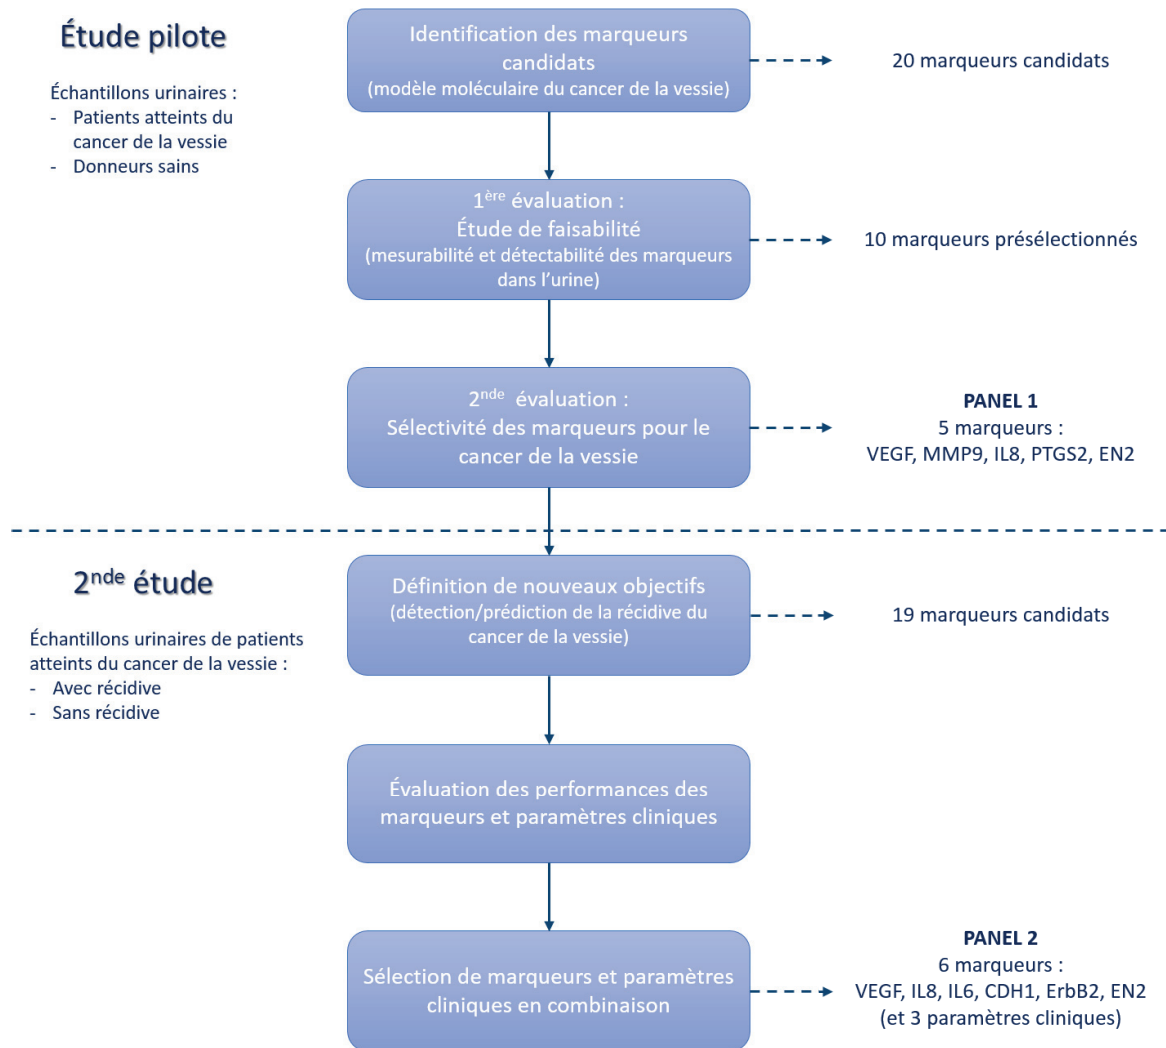 Étude pilote
Échantillons urinaires :
- Patients atteints du
cancer de la vessie
- Donneurs sains
Identification des marqueurs
candidats
(modèle moléculaire du cancer de la vessie)
20 marqueurs candidats
1ère évaluation :
Étude de faisabilité
(mesurabilité et détectabilité des marqueurs
dans l’urine)
10 marqueurs présélectionnés
2nde évaluation :
Sélectivité des marqueurs pour le
cancer de la vessie
PANEL 1
5 marqueurs :
VEGF, MMP9, IL8, PTGS2, EN2
2nde étude
Échantillons urinaires de patients
atteints du cancer de la vessie :
- Avec récidive
- Sans récidive
Définition de nouveaux objectifs
(détection/prédiction de la récidive du
cancer de la vessie)
19 marqueurs candidats
Évaluation des performances des
marqueurs et paramètres cliniques
Sélection de marqueurs et paramètres
cliniques en combinaison
PANEL 2
6 marqueurs :
VEGF, IL8, IL6, CDH1, ErbB2, EN2
(et 3 paramètres cliniques)